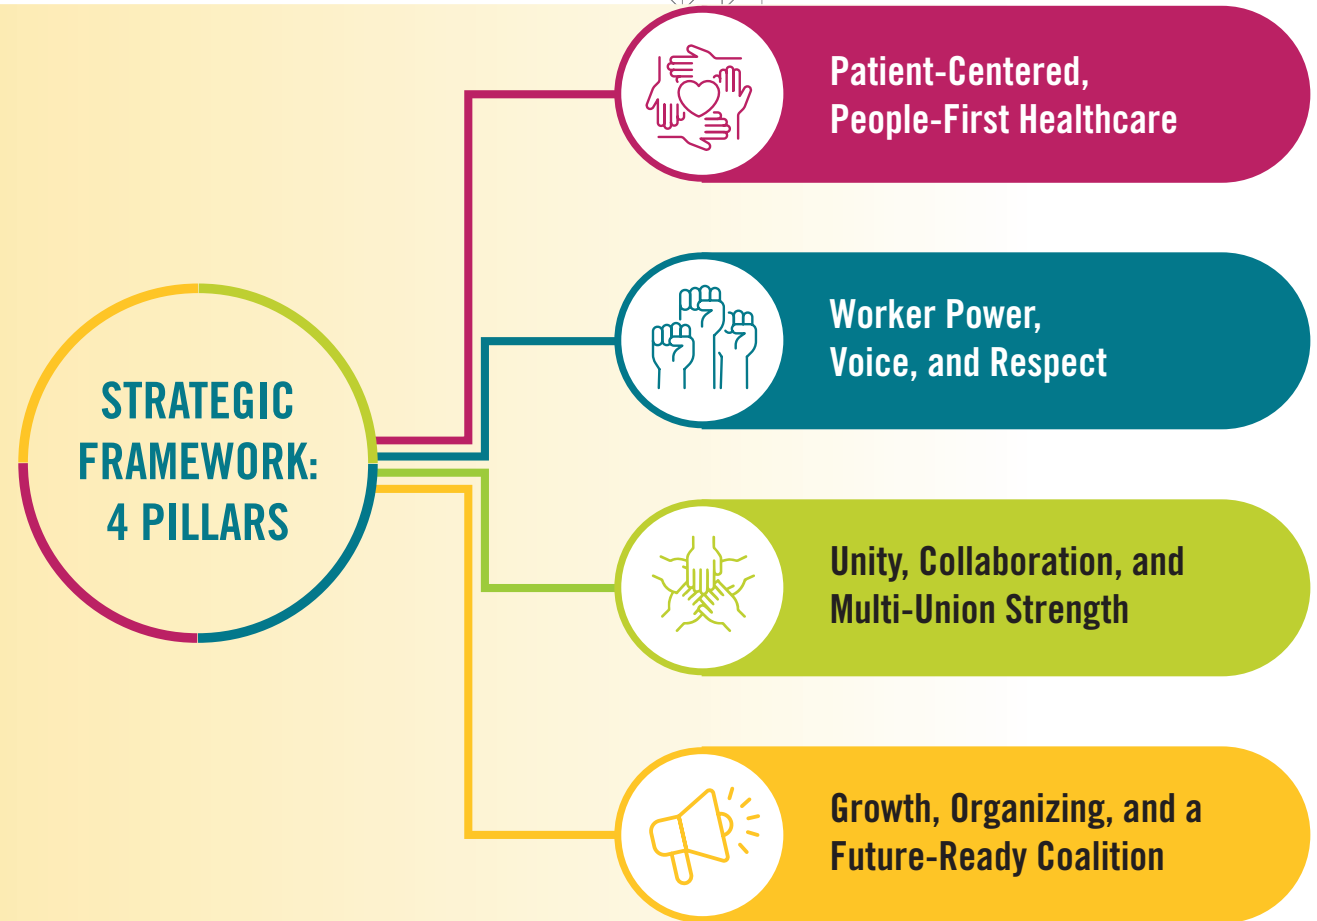 STRATEGIC
FRAMEWORK:
4 PILLARS
Patient-Centered,
People-First Healthcare
Worker Power,
Voice, and Respect
Unity, Collaboration, and
Multi-Union Strength
Growth, Organizing, and a
Future-Ready Coalition